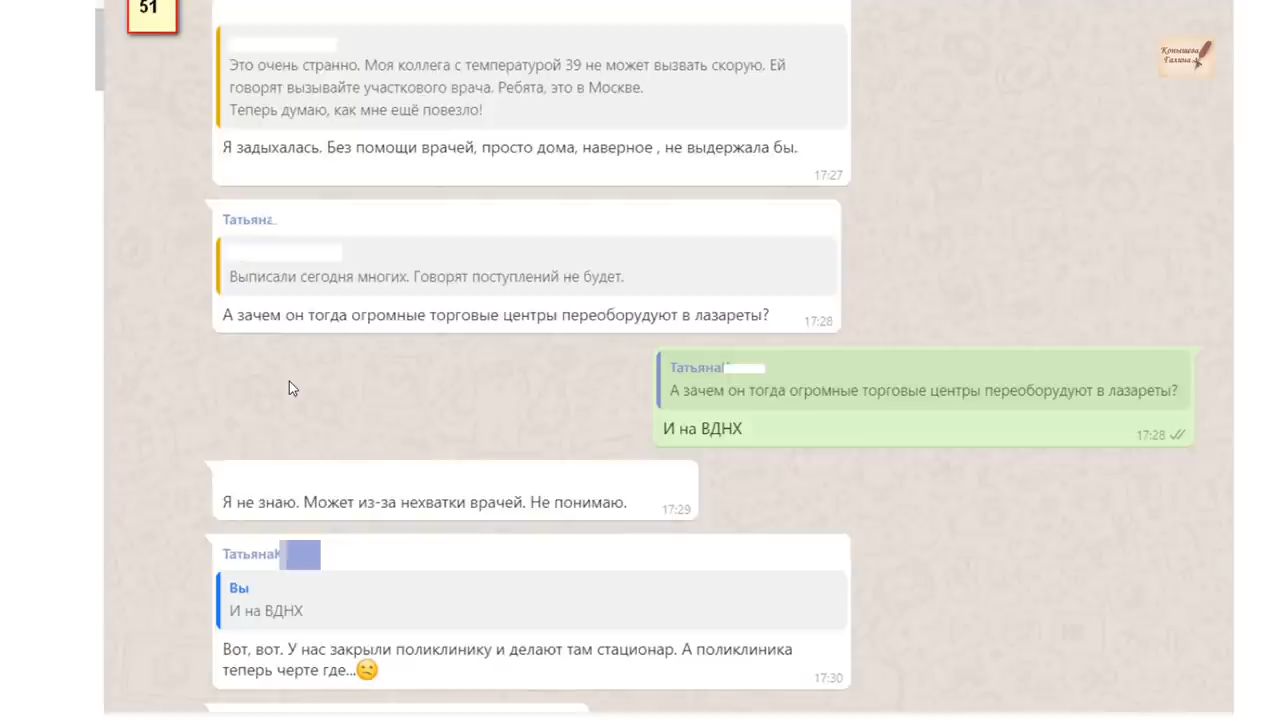 51
Конышева
Галина
Это очень странно. Моя коллега с температурой 39 не может вызвать скорую. Ей
говорят вызывайте участкового врача. Ребята, это в Москве.
Теперь думаю, как мне ещё повезло!
Я задыхалась. Без помощи врачей, просто дома, наверное , не выдержала бы.
17:27
Татьяна
Выписали сегодня многих. Говорят поступлений не будет.
А зачем он тогда огромные торговые центры переоборудуют в лазареты?
17:28
Татьяна
А зачем он тогда огромные торговые центры переоборудуют в лазареты?
И на ВДНХ
17:28
Я не знаю. Может из-за нехватки врачей. Не понимаю.
17:29
ТатьянаК
Вы
И на ВДНХ
Вот, вот. У нас закрыли поликлинику и делают там стационар. А поликлиника
теперь черте где...
17:30